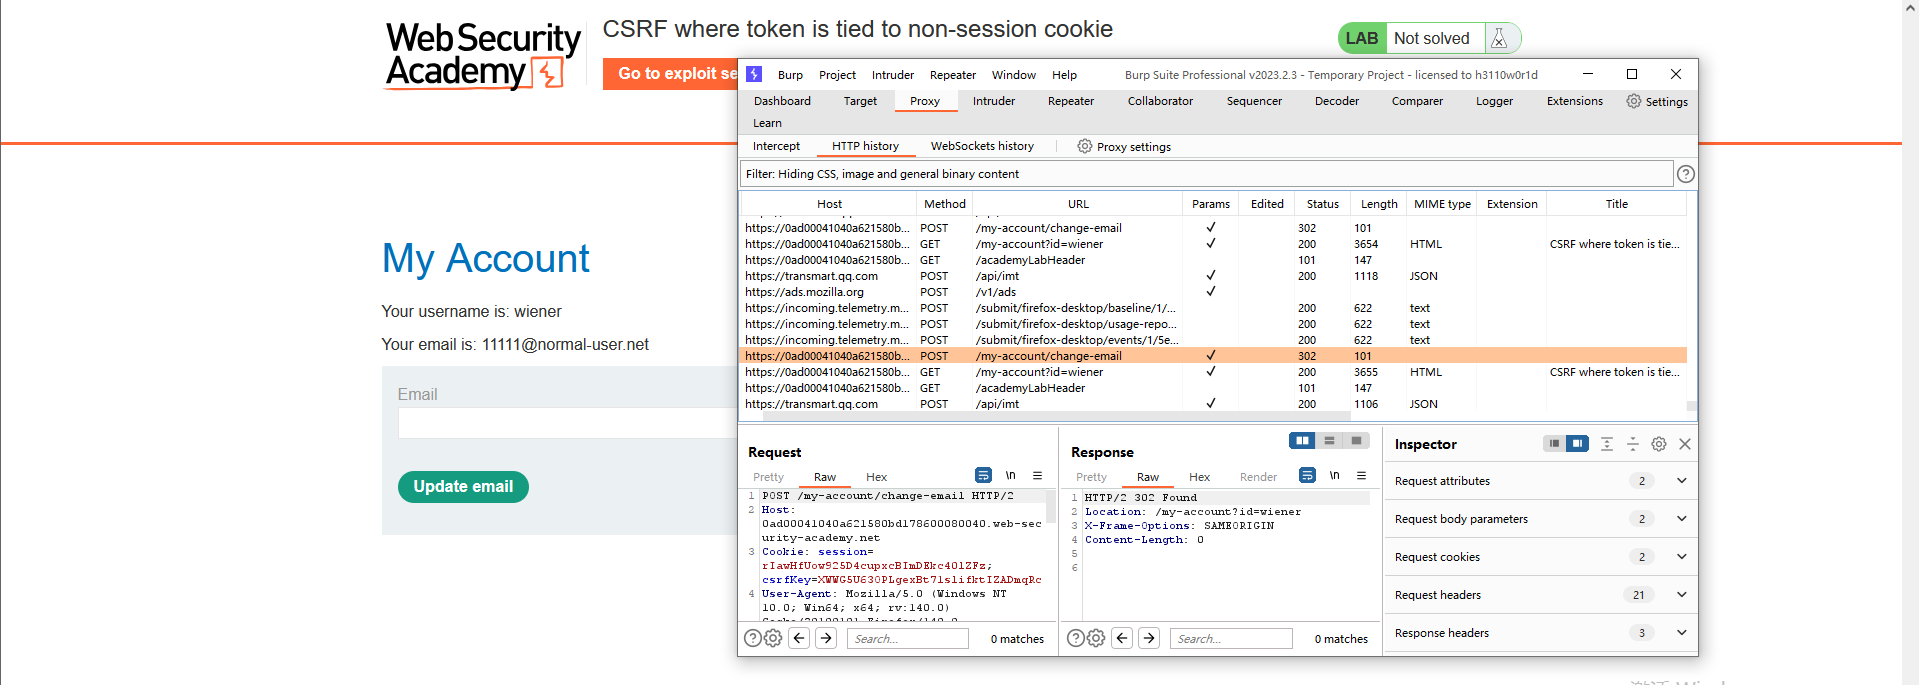 Web Security
Academy
CSRF where token is tied to non-session cookie
Go to exploit se
LAB Not solved
My Account
Your username is: wiener
Your email is: 11111@normal-user.net
Email
Update email
Burp Project Intruder Repeater Window Help Burp Suite Professional v2023.2.3 - Temporary Project - licensed to h3110w0r1d
Dashboard Target Proxy Intruder Repeater Collaborator Sequencer Decoder Comparer Logger Extensions Settings
Learn
Intercept HTTP history WebSockets history Proxy settings
Filter: Hiding CSS, image and general binary content
Host Method URL Params Edited Status Length MIME type Extension Title
https://0ad00041040a621580b... POST /my-account/change-email ✓ 302 101
https://0ad00041040a621580b... GET /my-account?id=wiener ✓ 200 3654 HTML CSRF where token is tie...
https://0ad00041040a621580b... GET /academyLabHeader 101 147
https://transmart.qq.com POST /api/imt ✓ 200 1118 JSON
https://ads.mozilla.org POST /v1/ads ✓
https://incoming.telemetry.m... POST /submit/firefox-desktop/baseline/1/... 200 622 text
https://incoming.telemetry.m... POST /submit/firefox-desktop/usage-repo... 200 622 text
https://incoming.telemetry.m... POST /submit/firefox-desktop/events/1/5e... 200 622 text
https://0ad00041040a621580b... POST /my-account/change-email ✓ 302 101
https://0ad00041040a621580b... GET /my-account?id=wiener ✓ 200 3655 HTML CSRF where token is tie...
https://0ad00041040a621580b... GET /academyLabHeader 101 147
https://transmart.qq.com POST /api/imt ✓ 200 1106 JSON
Request
Pretty Raw Hex \n
1 POST /my-account/change-email HTTP/2
2 Host:
0ad00041040a621580bd178600080040.web-sec
urity-academy.net
3 Cookie: session=
rIawHfUow925D4cupxcBImDEkc401ZFz;
csrfKey=XWWG5U63OPLgexBt7lslifktIZADmqRc
4 User-Agent: Mozilla/5.0 (Windows NT
10.0; Win64; x64; rv:140.0)
Search... 0 matches
Response
Pretty Raw Hex Render \n
1 HTTP/2 302 Found
2 Location: /my-account?id=wiener
3 X-Frame-Options: SAMEORIGIN
4 Content-Length: 0
5
6
Search... 0 matches
Inspector
Request attributes 2
Request body parameters 2
Request cookies 2
Request headers 21
Response headers 3